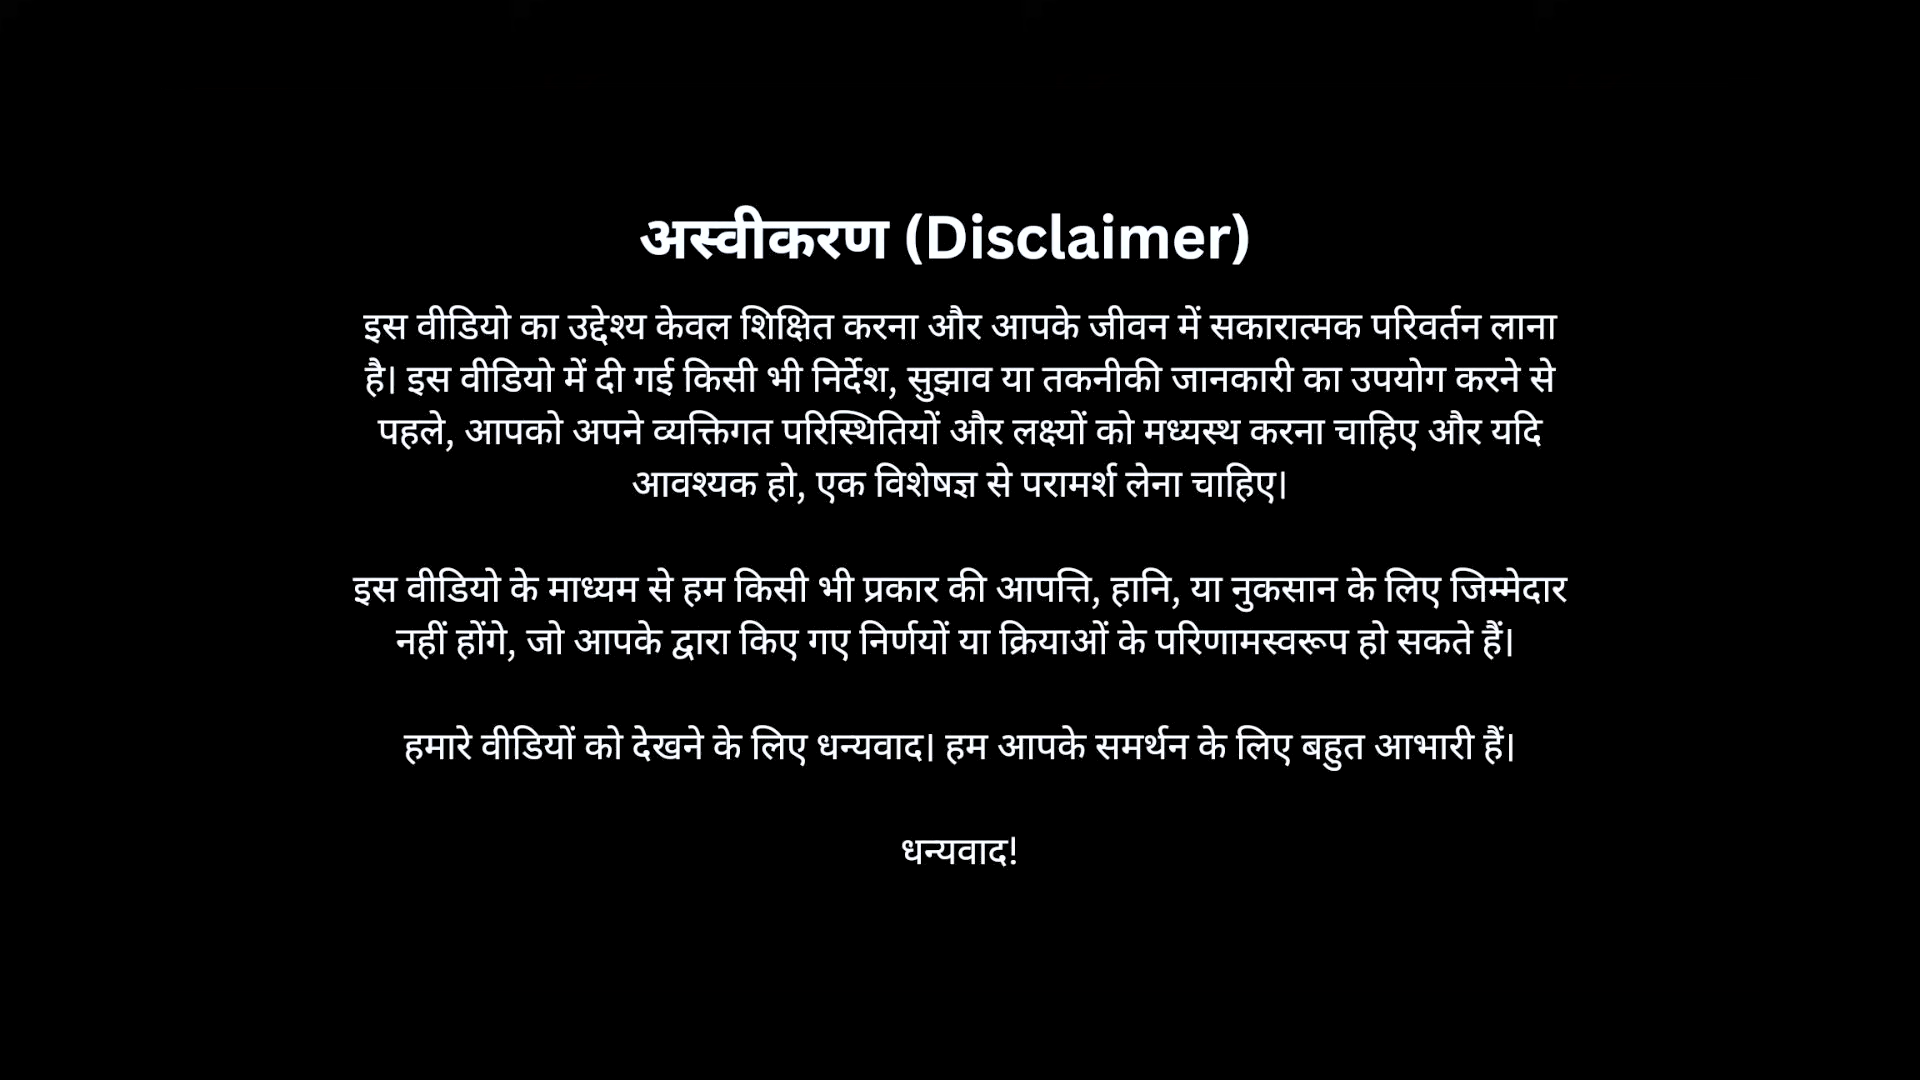 अस्वीकरण (Disclaimer)
इस वीडियो का उद्देश्य केवल शिक्षित करना और आपके जीवन में सकारात्मक परिवर्तन लाना
है। इस वीडियो में दी गई किसी भी निर्देश, सुझाव या तकनीकी जानकारी का उपयोग करने से
पहले, आपको अपने व्यक्तिगत परिस्थितियों और लक्ष्यों को मध्यस्थ करना चाहिए और यदि
आवश्यक हो, एक विशेषज्ञ से परामर्श लेना चाहिए।
इस वीडियो के माध्यम से हम किसी भी प्रकार की आपत्ति, हानि, या नुकसान के लिए जिम्मेदार
नहीं होंगे, जो आपके द्वारा किए गए निर्णयों या क्रियाओं के परिणामस्वरूप हो सकते हैं।
हमारे वीडियों को देखने के लिए धन्यवाद। हम आपके समर्थन के लिए बहुत आभारी हैं।
धन्यवाद!